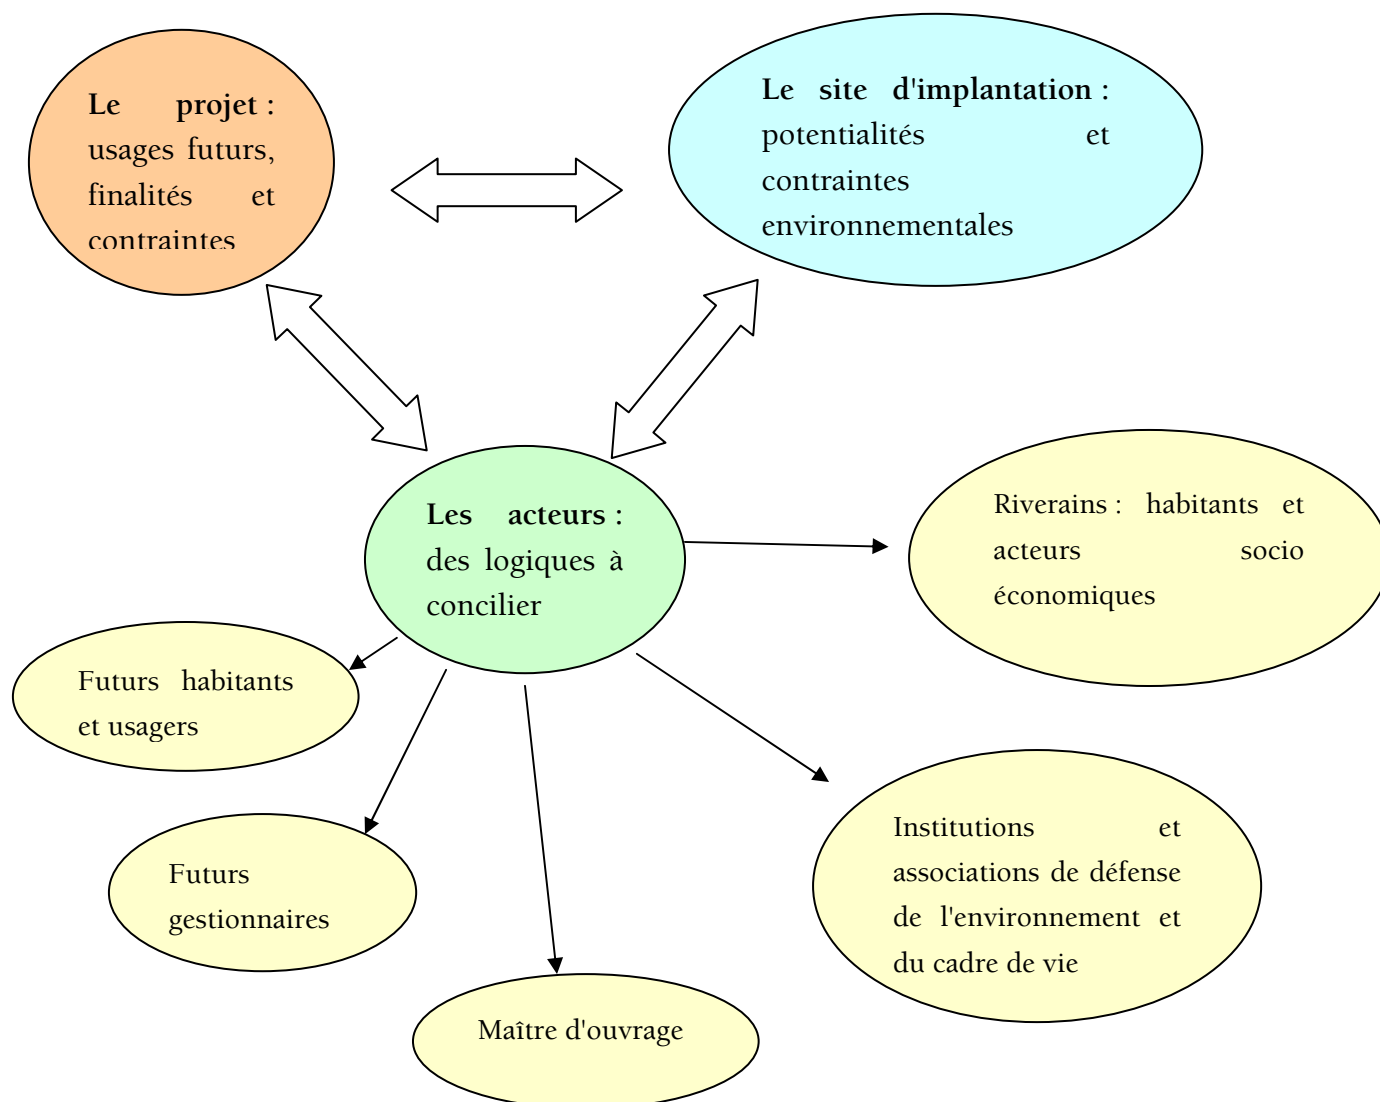 Le projet :
usages futurs,
finalités et
contraintes
Le site d'implantation :
potentialités et
contraintes
environnementales
Les acteurs :
des logiques à
concilier
Riverains : habitants et
acteurs socio
économiques
Futurs habitants
et usagers
Futurs
gestionnaires
Institutions et
associations de défense
de l'environnement et
du cadre de vie
Maître d'ouvrage